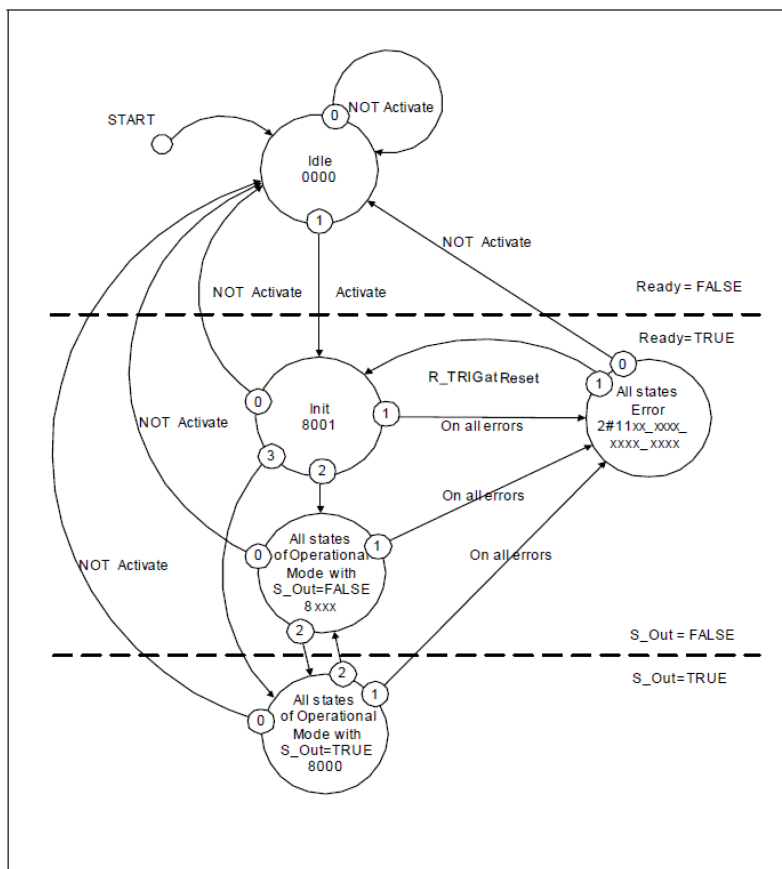 START
0
NOT Activate
Idle
0000
1
NOT Activate
NOT Activate
Activate
Ready = FALSE
Ready=TRUE
0
1
R_TRIGat Reset
All states
Error
2#11xx_xxxx_
xxxx_xxxx
Init
8001
0
1
On all errors
3
2
NOT Activate
On all errors
0
1
All states
of Operational
Mode with
S_Out=FALSE
8xxx
On all errors
NOT Activate
2
S_Out = FALSE
S_Out=TRUE
2
1
0
All states
of Operational
Mode with
S_Out=TRUE
8000